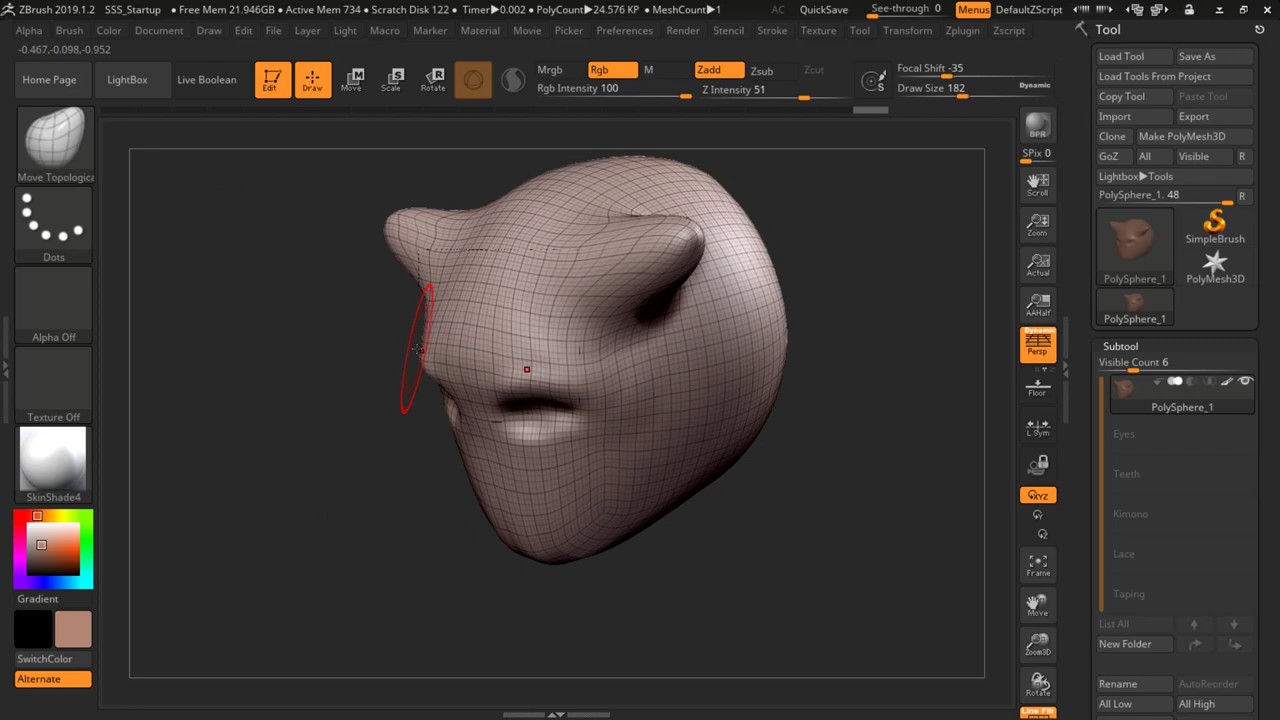 ZBrush 2019.1.2 SSS_Startup • Free Mem 21.946GB • Active Mem 734 • Scratch Disk 122 • Timer▶0.002 • PolyCount▶24.576 KP • MeshCount▶1 AC QuickSave See-through 0 Menus DefaultZScript
Alpha Brush Color Document Draw Edit File Layer Light Macro Marker Material Movie Picker Preferences Render Stencil Stroke Texture Tool Transform Zplugin Zscript
-0.467,-0.098,-0.952
Home Page LightBox Live Boolean Edit Draw Move Scale Rotate
Mrgb Rgb M Zadd Zsub Zcut
Rgb Intensity 100 Z Intensity 51
Focal Shift -35
Draw Size 182 Dynamic
Move Topologica
Dots
Alpha Off
Texture Off
SkinShade4
Gradient
SwitchColor
Alternate
BPR
SPix 0
Scroll
Zoom
Actual
AAHalf
Dynamic
Persp
Floor
L.Sym
XYZ
Y
Z
Frame
Move
Zoom3D
Rotate
Line Fill
Tool
Load Tool Save As
Load Tools From Project
Copy Tool Paste Tool
Import Export
Clone Make PolyMesh3D
GoZ All Visible R
Lightbox▶Tools
PolySphere_1. 48 R
PolySphere_1
SimpleBrush
PolyMesh3D
PolySphere_1
Subtool
Visible Count 6
PolySphere_1
Eyes
Teeth
Kimono
Lace
Taping
List All
New Folder
Rename AutoReorder
All Low All High